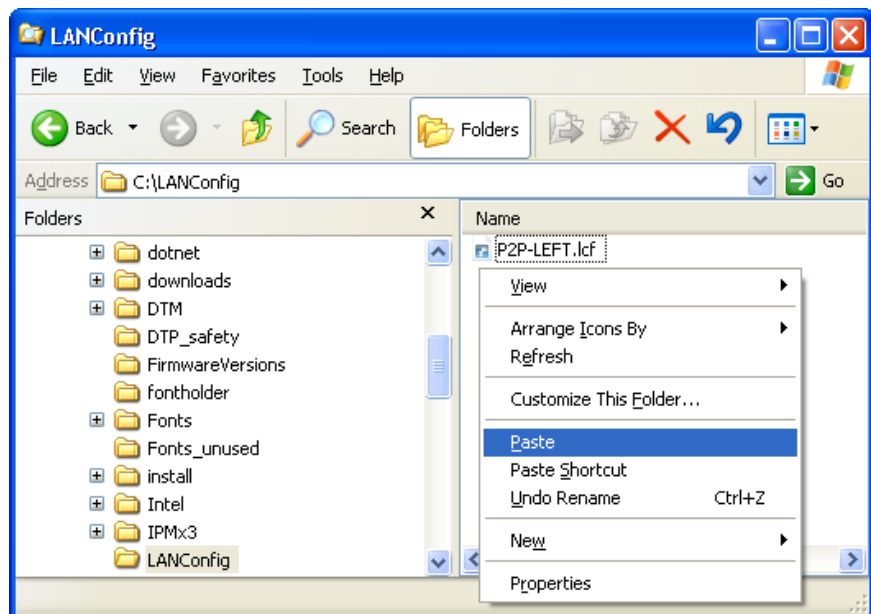 LANConfig
File Edit View Favorites Tools Help
Back Search Folders
Address C:\LANConfig Go
Folders
dotnet
downloads
DTM
DTP_safety
FirmwareVersions
fontholder
Fonts
Fonts_unused
install
Intel
IPMx3
LANConfig
Name
P2P-LEFT.lcf
View
Arrange Icons By
Refresh
Customize This Folder...
Paste
Paste Shortcut
Undo Rename Ctrl+Z
New
Properties